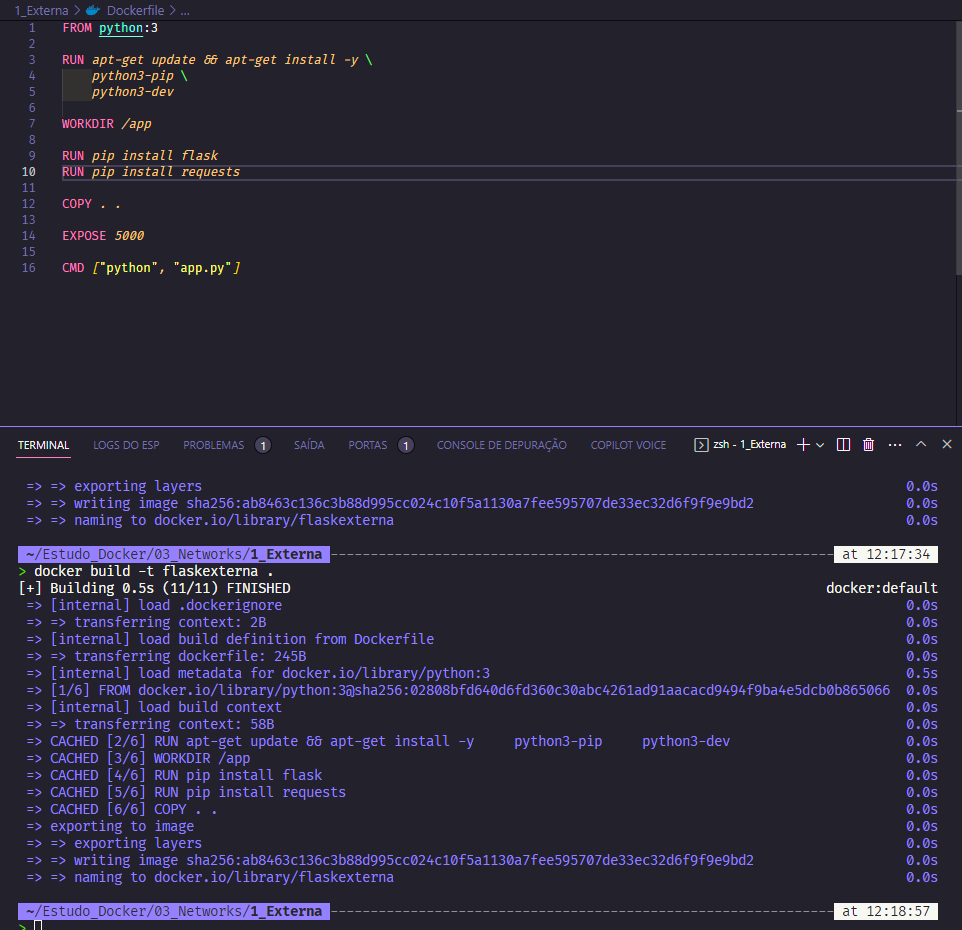 1_Externa > Dockerfile > ...
1 FROM python:3
2
3 RUN apt-get update && apt-get install -y \
4 python3-pip \
5 python3-dev
6
7 WORKDIR /app
8
9 RUN pip install flask
10 RUN pip install requests
11
12 COPY . .
13
14 EXPOSE 5000
15
16 CMD ["python", "app.py"]
TERMINAL LOGS DO ESP PROBLEMAS 1 SAÍDA PORTAS 1 CONSOLE DE DEPURAÇÃO COPILOT VOICE zsh - 1_Externa
=> => exporting layers 0.0s
=> => writing image sha256:ab8463c136c3b88d995cc024c10f5a1130a7fee595707de33ec32d6f9f9e9bd2 0.0s
=> => naming to docker.io/library/flaskexterna 0.0s
~/Estudo_Docker/03_Networks/1_Externa at 12:17:34
> docker build -t flaskexterna .
[+] Building 0.5s (11/11) FINISHED docker:default
=> [internal] load .dockerignore 0.0s
=> => transferring context: 2B 0.0s
=> [internal] load build definition from Dockerfile 0.0s
=> => transferring dockerfile: 245B 0.0s
=> [internal] load metadata for docker.io/library/python:3 0.5s
=> [1/6] FROM docker.io/library/python:3@sha256:02808bfd640d6fd360c30abc4261ad91aacacd9494f9ba4e5dcb0b865066 0.0s
=> [internal] load build context 0.0s
=> => transferring context: 58B 0.0s
=> CACHED [2/6] RUN apt-get update && apt-get install -y     python3-pip     python3-dev 0.0s
=> CACHED [3/6] WORKDIR /app 0.0s
=> CACHED [4/6] RUN pip install flask 0.0s
=> CACHED [5/6] RUN pip install requests 0.0s
=> CACHED [6/6] COPY . . 0.0s
=> exporting to image 0.0s
=> => exporting layers 0.0s
=> => writing image sha256:ab8463c136c3b88d995cc024c10f5a1130a7fee595707de33ec32d6f9f9e9bd2 0.0s
=> => naming to docker.io/library/flaskexterna 0.0s
~/Estudo_Docker/03_Networks/1_Externa at 12:18:57
>